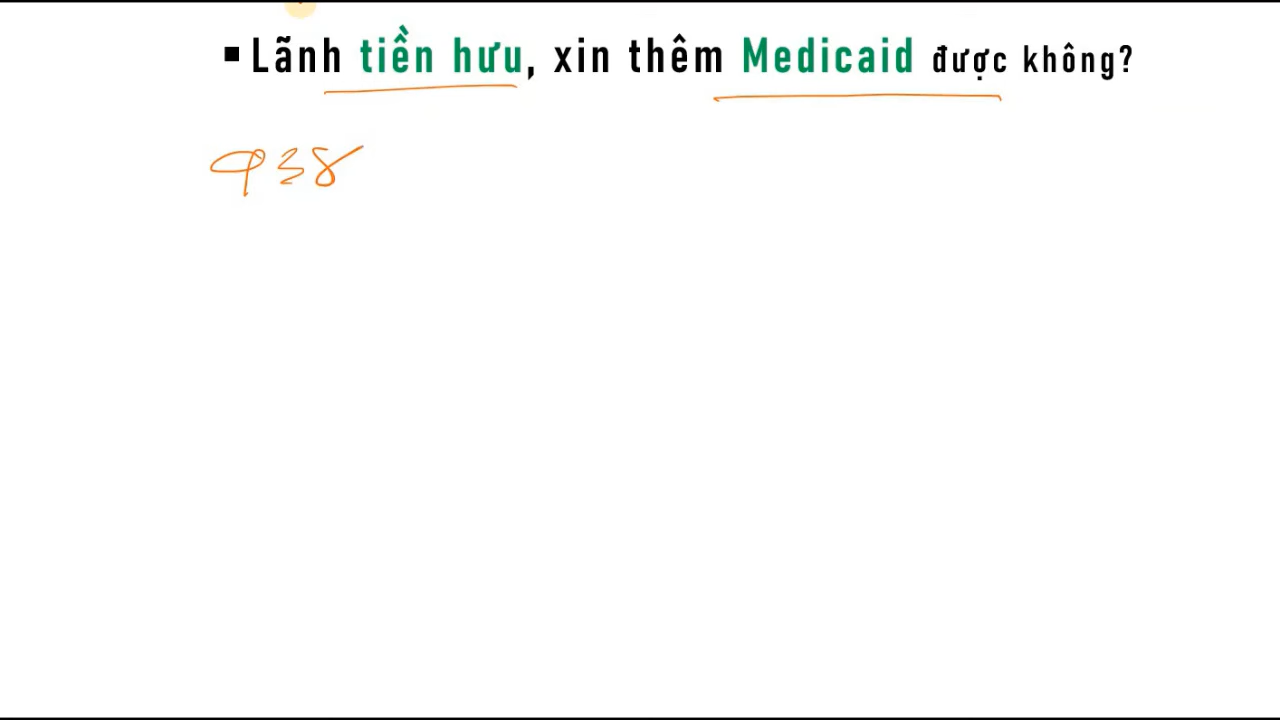 ▪ Lãnh tiền hưu, xin thêm Medicaid được không?
938